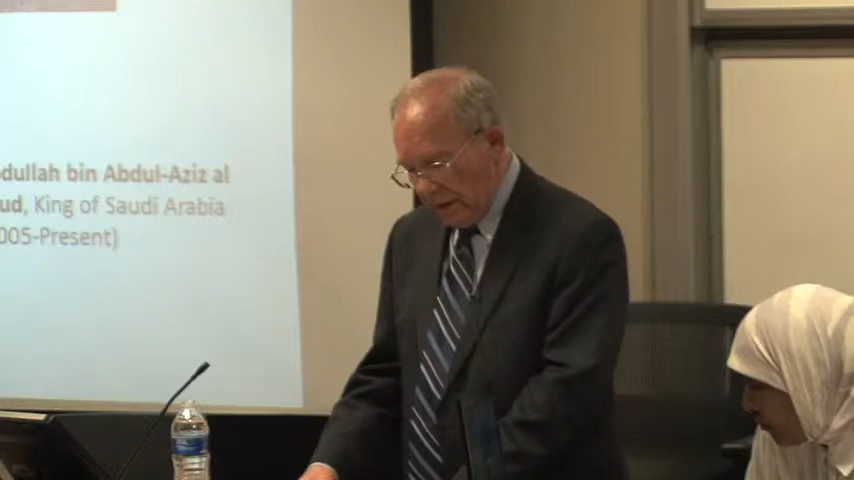 dullah bin Abdul-Aziz al
ud, King of Saudi Arabia
005-Present)